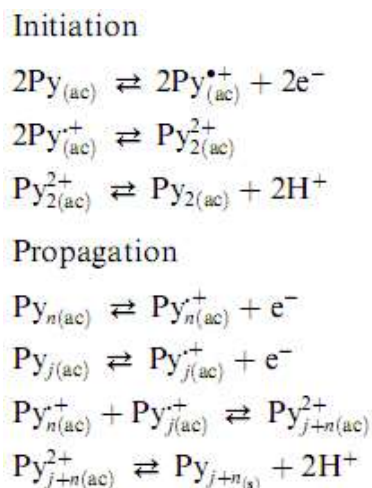 Initiation
2Py(ac) ⇄ 2Py•+(ac) + 2e−
2Py·+(ac) ⇄ Py2+2(ac)
Py2+2(ac) ⇄ Py2(ac) + 2H+
Propagation
Pyn(ac) ⇄ Py·+n(ac) + e−
Pyj(ac) ⇄ Py·+j(ac) + e−
Py·+n(ac) + Py·+j(ac) ⇄ Py2+j+n(ac)
Py2+j+n(ac) ⇄ Pyj+n(s) + 2H+